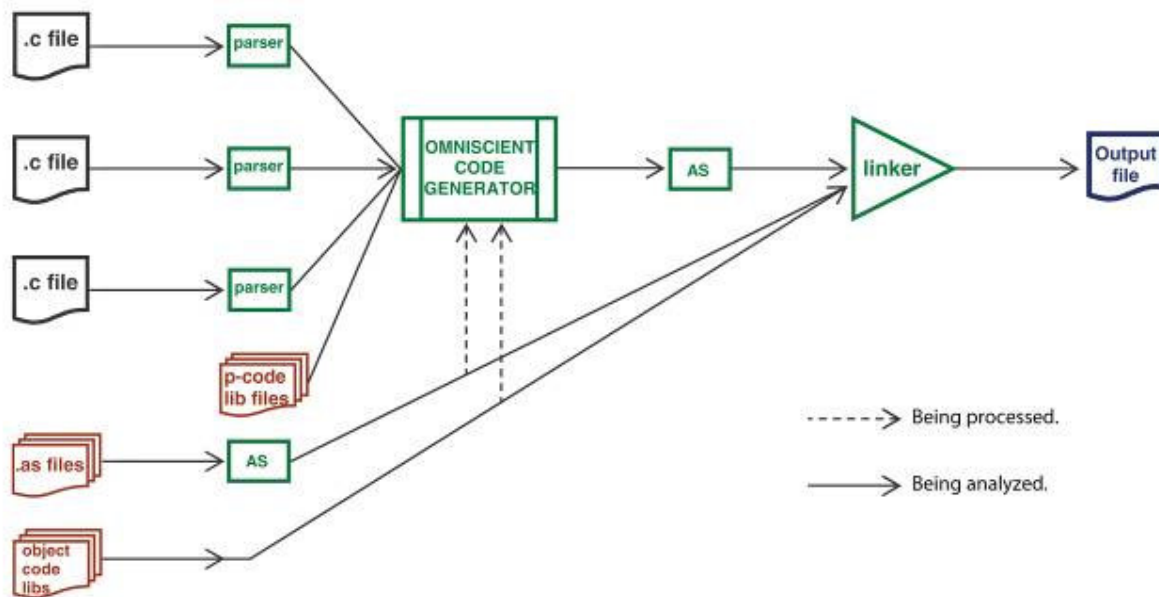 .c file
parser
.c file
parser
OMNISCIENT
CODE
GENERATOR
AS
linker
Output
file
.c file
parser
p-code
lib files
.as files
AS
object
code
libs
Being processed.
Being analyzed.